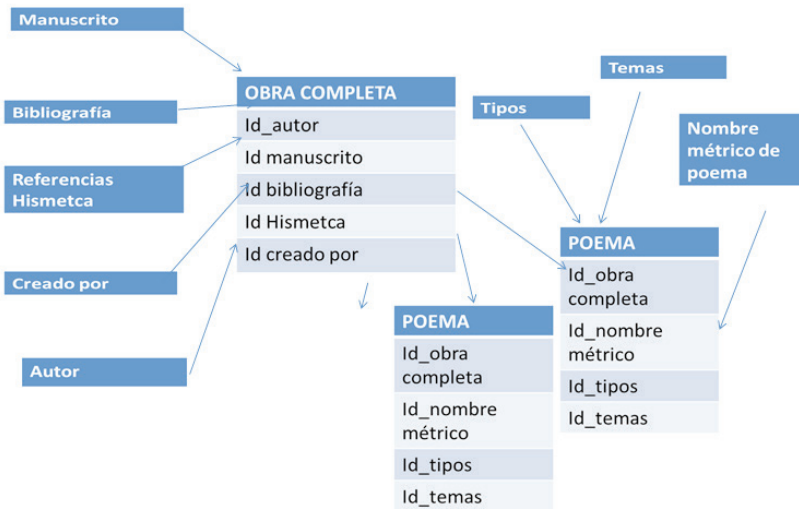 Manuscrito
Bibliografía
Referencias
Hismetca
Creado por
Autor
OBRA COMPLETA
Id_autor
Id manuscrito
Id bibliografía
Id Hismetca
Id creado por
Tipos
Temas
Nombre
métrico de
poema
POEMA
Id_obra
completa
Id_nombre
métrico
Id_tipos
Id_temas
POEMA
Id_obra
completa
Id_nombre
métrico
Id_tipos
Id_temas